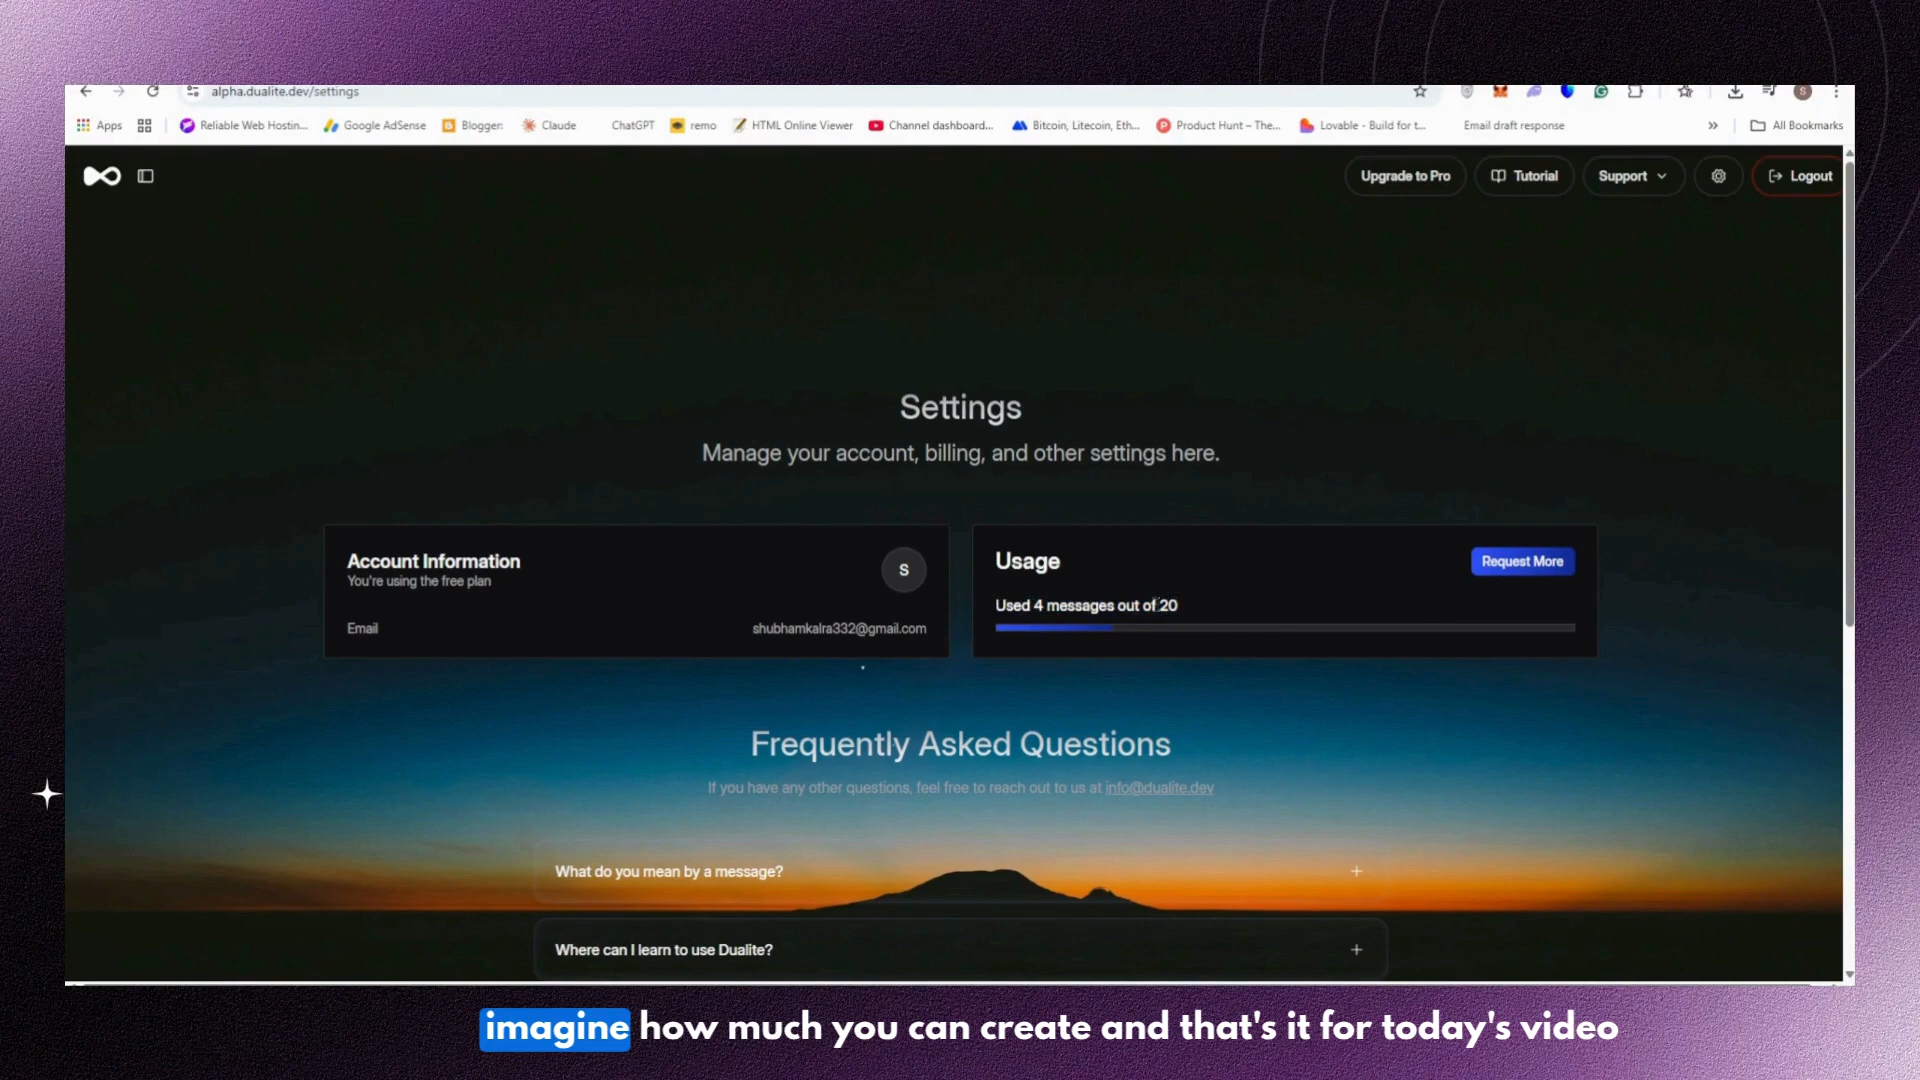 alpha.dualite.dev/settings
S
Apps
Reliable Web Hostin...
Google AdSense
Blogger:
Claude
ChatGPT
remo
HTML Online Viewer
Channel dashboard...
Bitcoin, Litecoin, Eth...
Product Hunt – The...
Lovable - Build for t...
Email draft response
All Bookmarks
Upgrade to Pro
Tutorial
Support
Logout
Settings
Manage your account, billing, and other settings here.
Account Information
You're using the free plan
S
Email
shubhamkalra332@gmail.com
Usage
Request More
Used 4 messages out of 20
Frequently Asked Questions
If you have any other questions, feel free to reach out to us at info@dualite.dev
What do you mean by a message?
Where can I learn to use Dualite?
imagine how much you can create and that's it for today's video